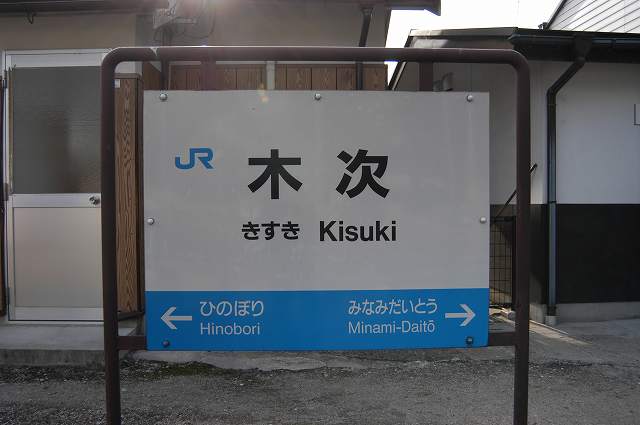 JR
木次
きすき Kisuki
← ひのぼり
Hinobori
みなみだいとう →
Minami-Daitō